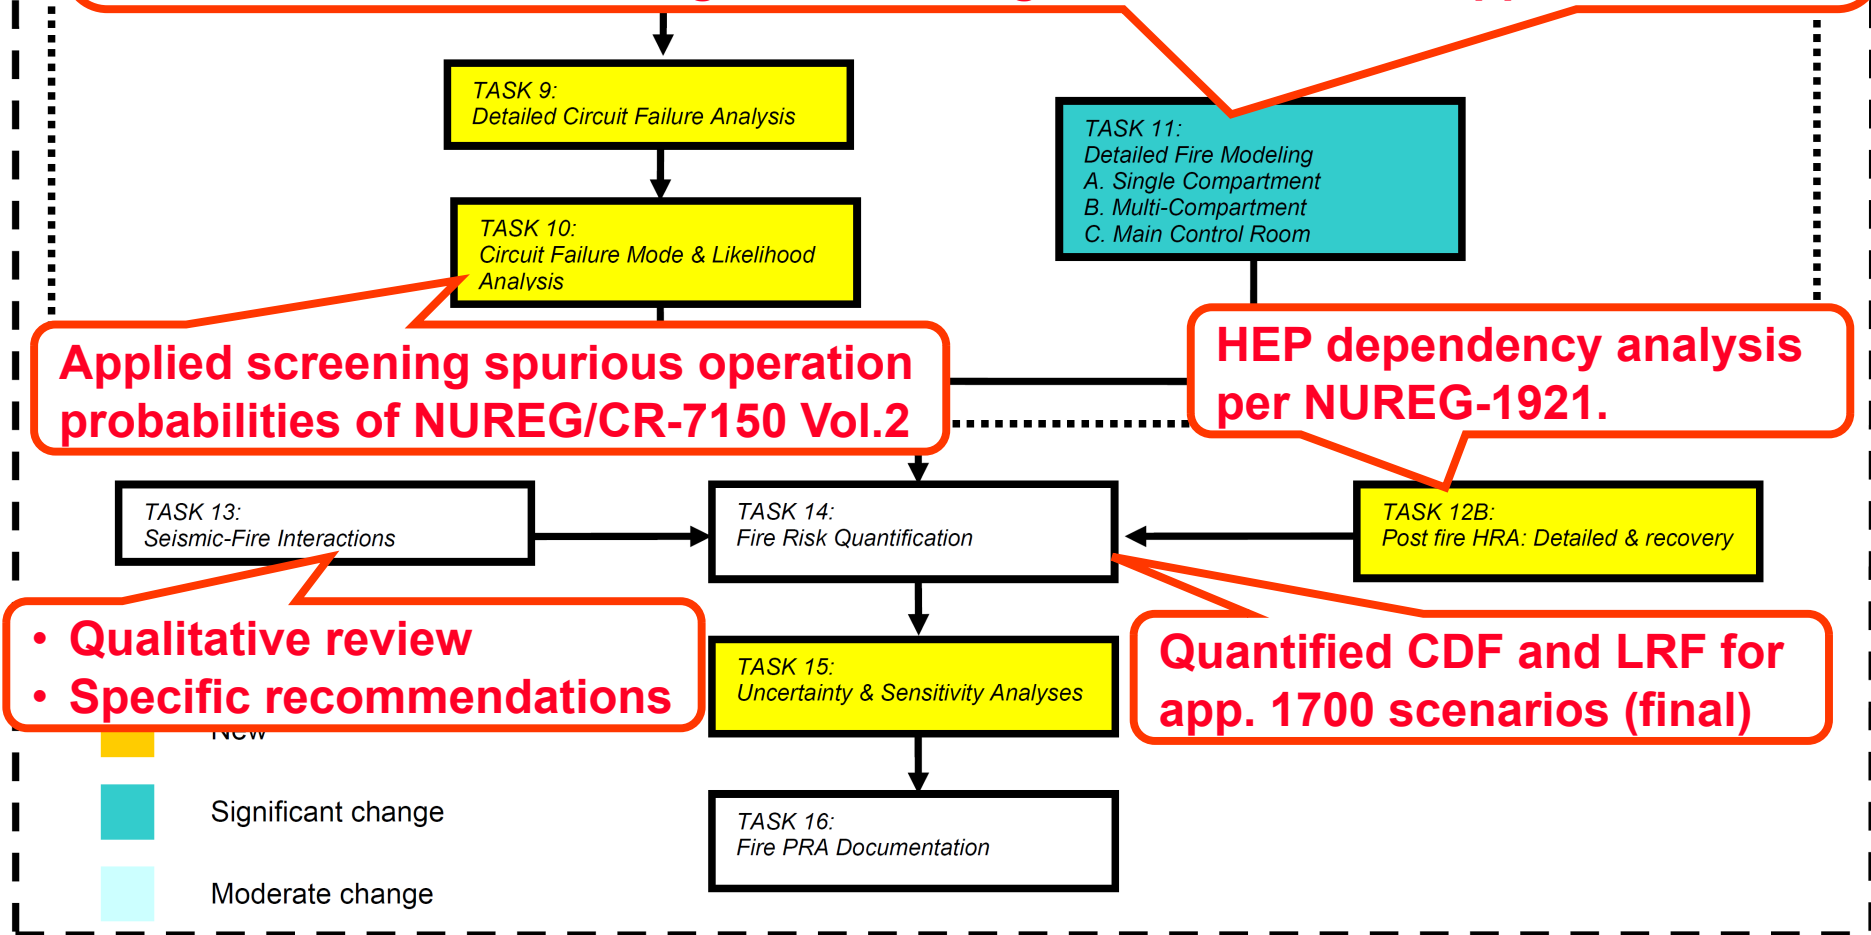 TASK 9:
Detailed Circuit Failure Analysis
TASK 11:
Detailed Fire Modeling
A. Single Compartment
B. Multi-Compartment
C. Main Control Room
TASK 10:
Circuit Failure Mode & Likelihood
Analysis
Applied screening spurious operation
probabilities of NUREG/CR-7150 Vol.2
HEP dependency analysis
per NUREG-1921.
TASK 13:
Seismic-Fire Interactions
TASK 14:
Fire Risk Quantification
TASK 12B:
Post fire HRA: Detailed & recovery
• Qualitative review
• Specific recommendations
TASK 15:
Uncertainty & Sensitivity Analyses
Quantified CDF and LRF for
app. 1700 scenarios (final)
New
Significant change
TASK 16:
Fire PRA Documentation
Moderate change